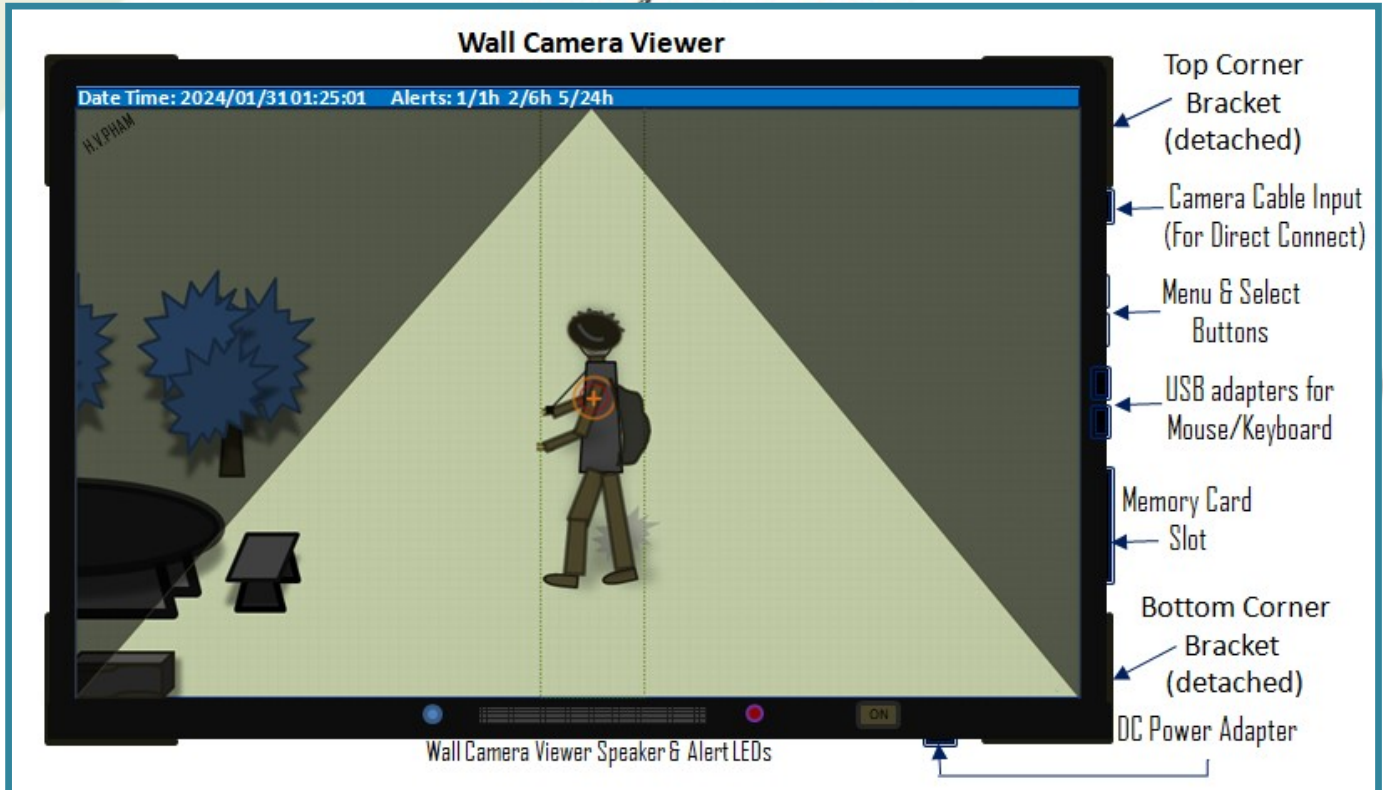 Wall Camera Viewer
Date Time: 2024/01/31 01:25:01 Alerts: 1/1h 2/6h 5/24h
H.V.PHAM
Top Corner
Bracket
(detached)
Camera Cable Input
(For Direct Connect)
Menu & Select
Buttons
USB adapters for
Mouse/Keyboard
Memory Card
Slot
Bottom Corner
Bracket
(detached)
DC Power Adapter
ON
Wall Camera Viewer Speaker & Alert LEDs